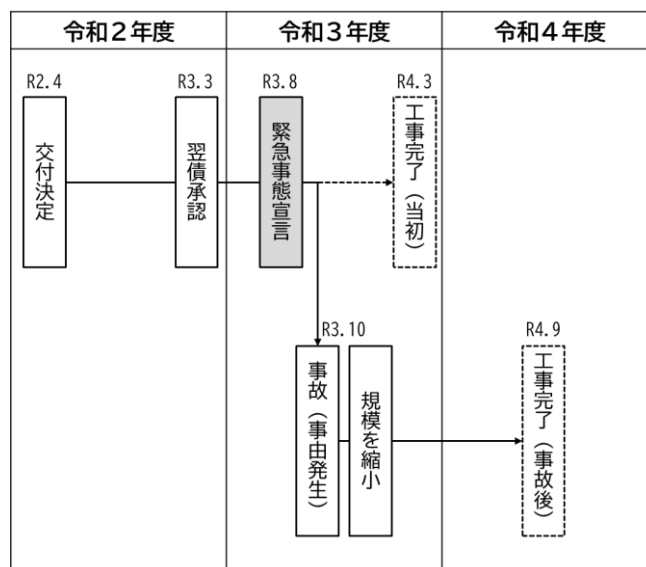 令和２年度
令和３年度
令和４年度
R2.4
R3.3
R3.8
R4.3
交付決定
翌債承認
緊急事態宣言
工事完了（当初）
R3.10
R4.9
事故（事由発生）
規模を縮小
工事完了（事故後）